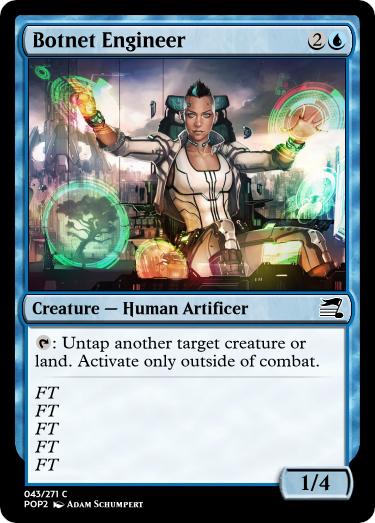 Botnet Engineer 2
Creature — Human Artificer
: Untap another target creature or
land. Activate only outside of combat.
FT
FT
FT
FT
FT
1/4
043/271 C
POP2 Adam Schumpert